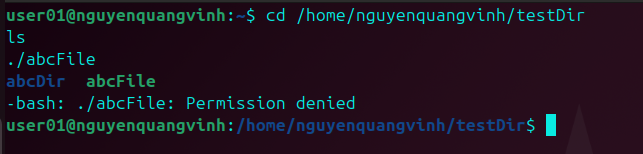 user01@nguyenquangvinh:~$ cd /home/nguyenquangvinh/testDir
ls
./abcFile
abcDir  abcFile
-bash: ./abcFile: Permission denied
user01@nguyenquangvinh:/home/nguyenquangvinh/testDir$